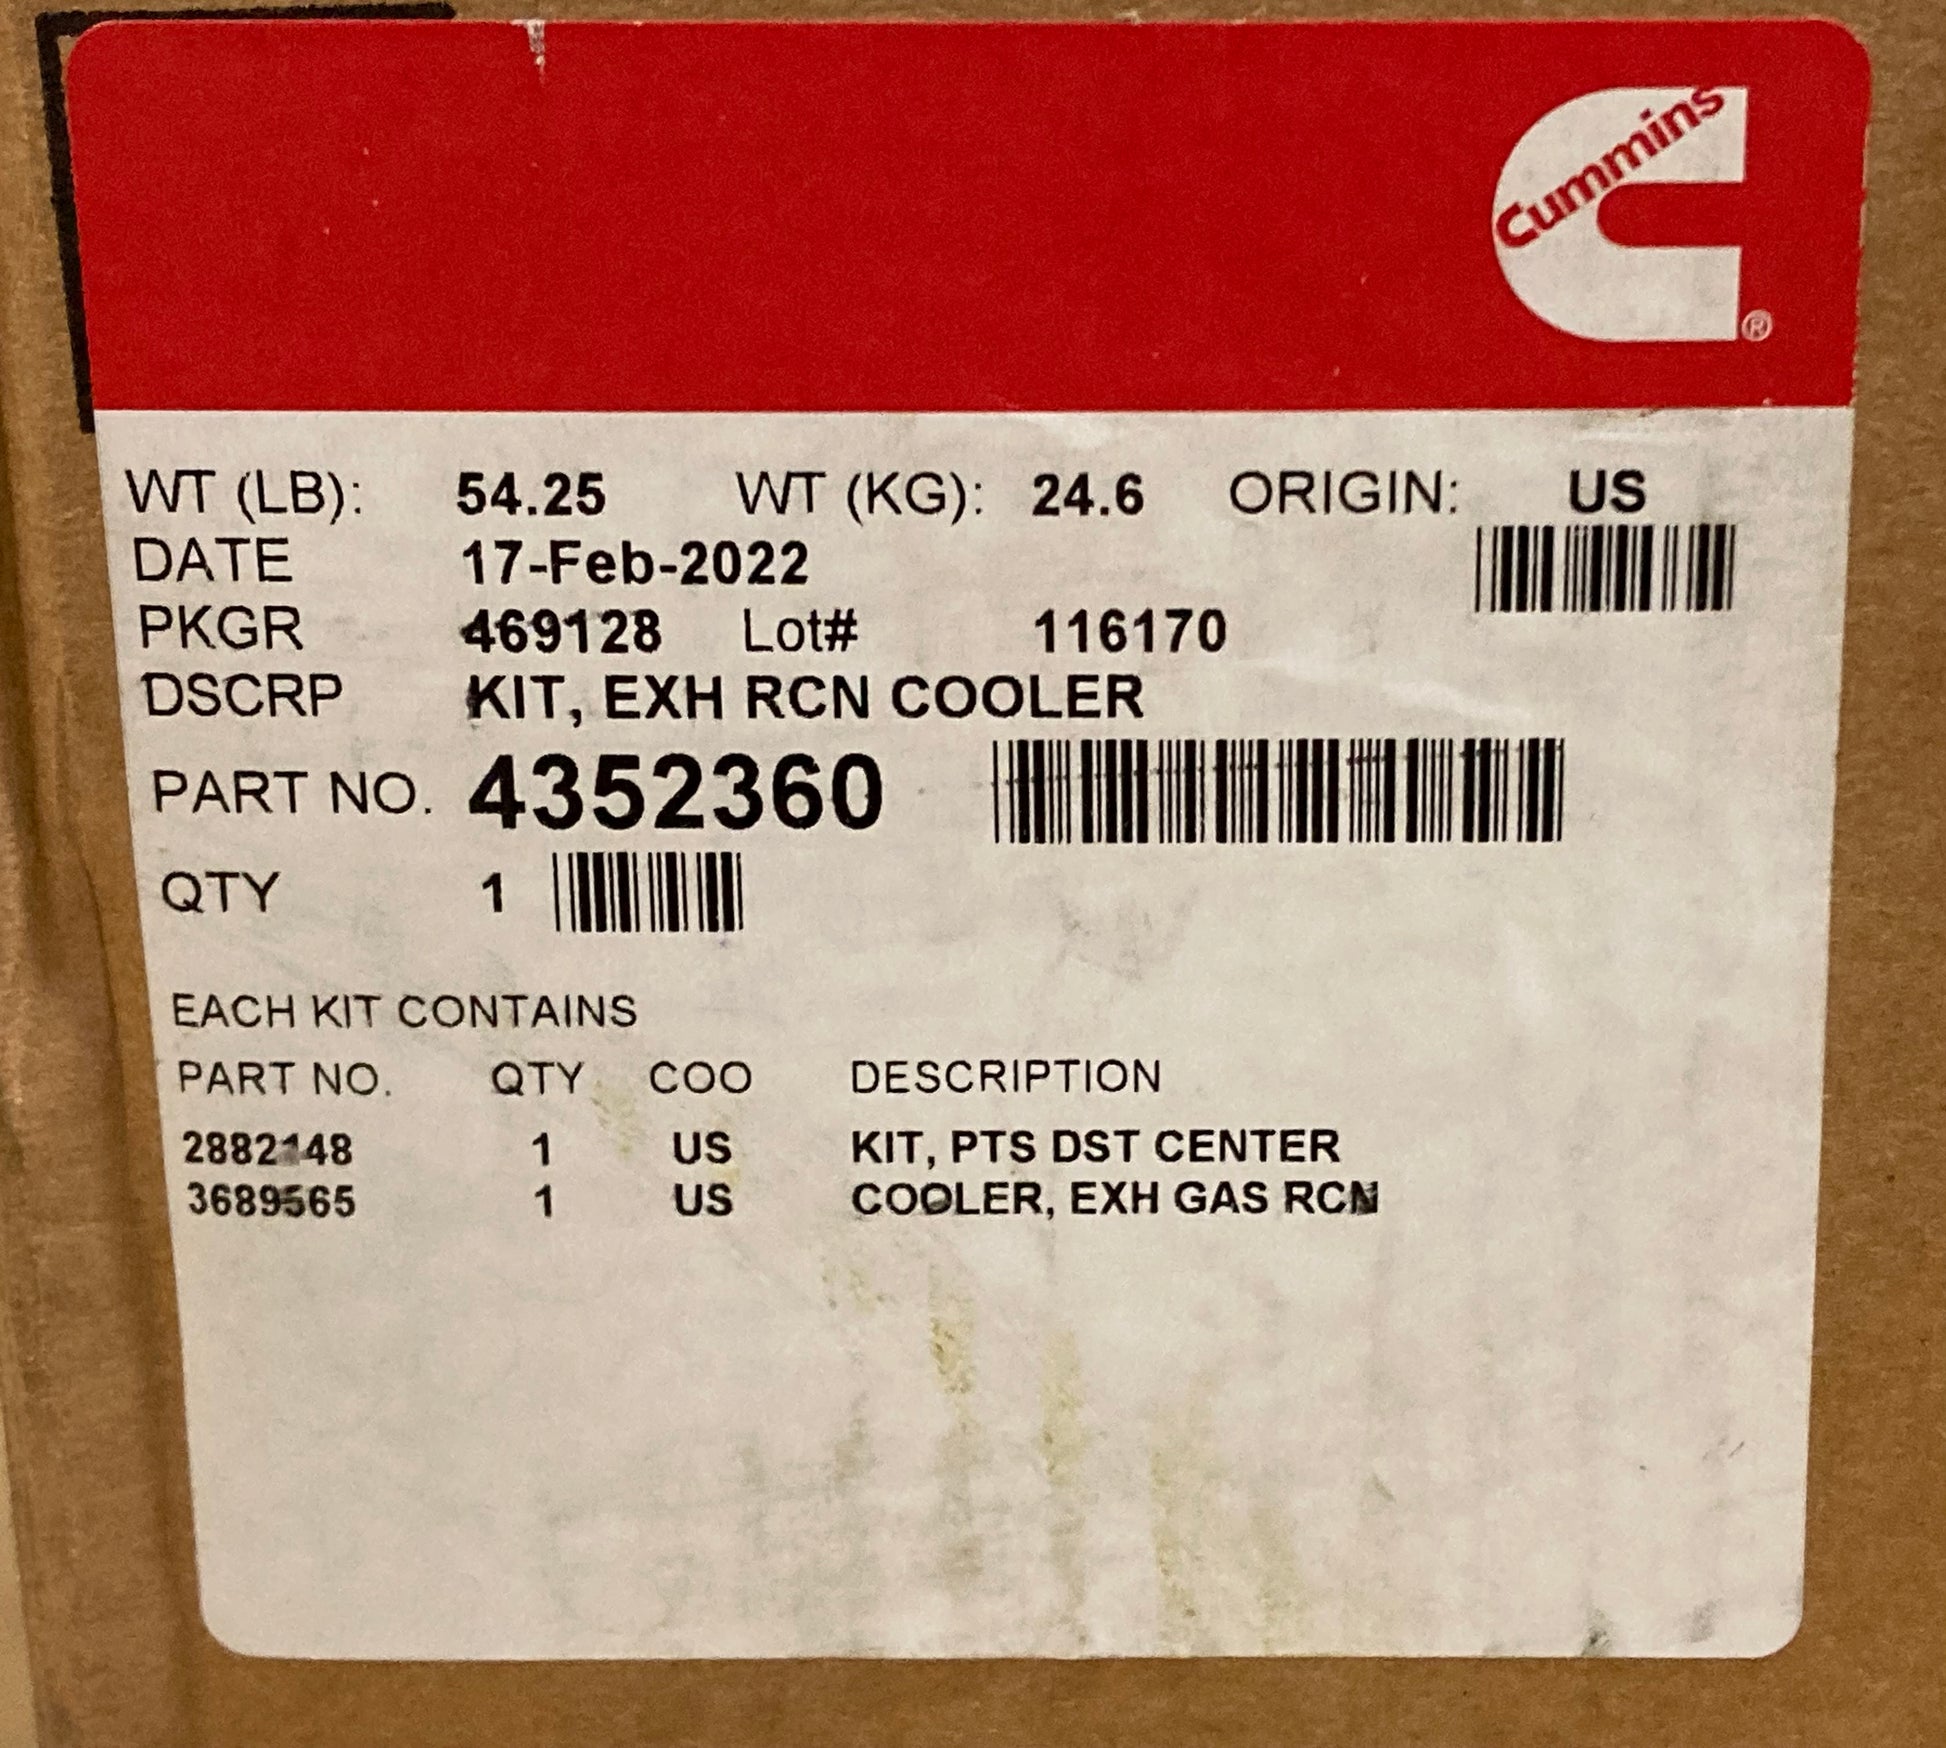 Cummins ®
WT (LB): 54.25 WT (KG): 24.6 ORIGIN: US
DATE 17-Feb-2022
PKGR 469128 Lot# 116170
DSCRP KIT, EXH RCN COOLER
PART NO. 4352360
QTY 1
EACH KIT CONTAINS
PART NO. QTY COO DESCRIPTION
2882148 1 US KIT, PTS DST CENTER
3689565 1 US COOLER, EXH GAS RCN